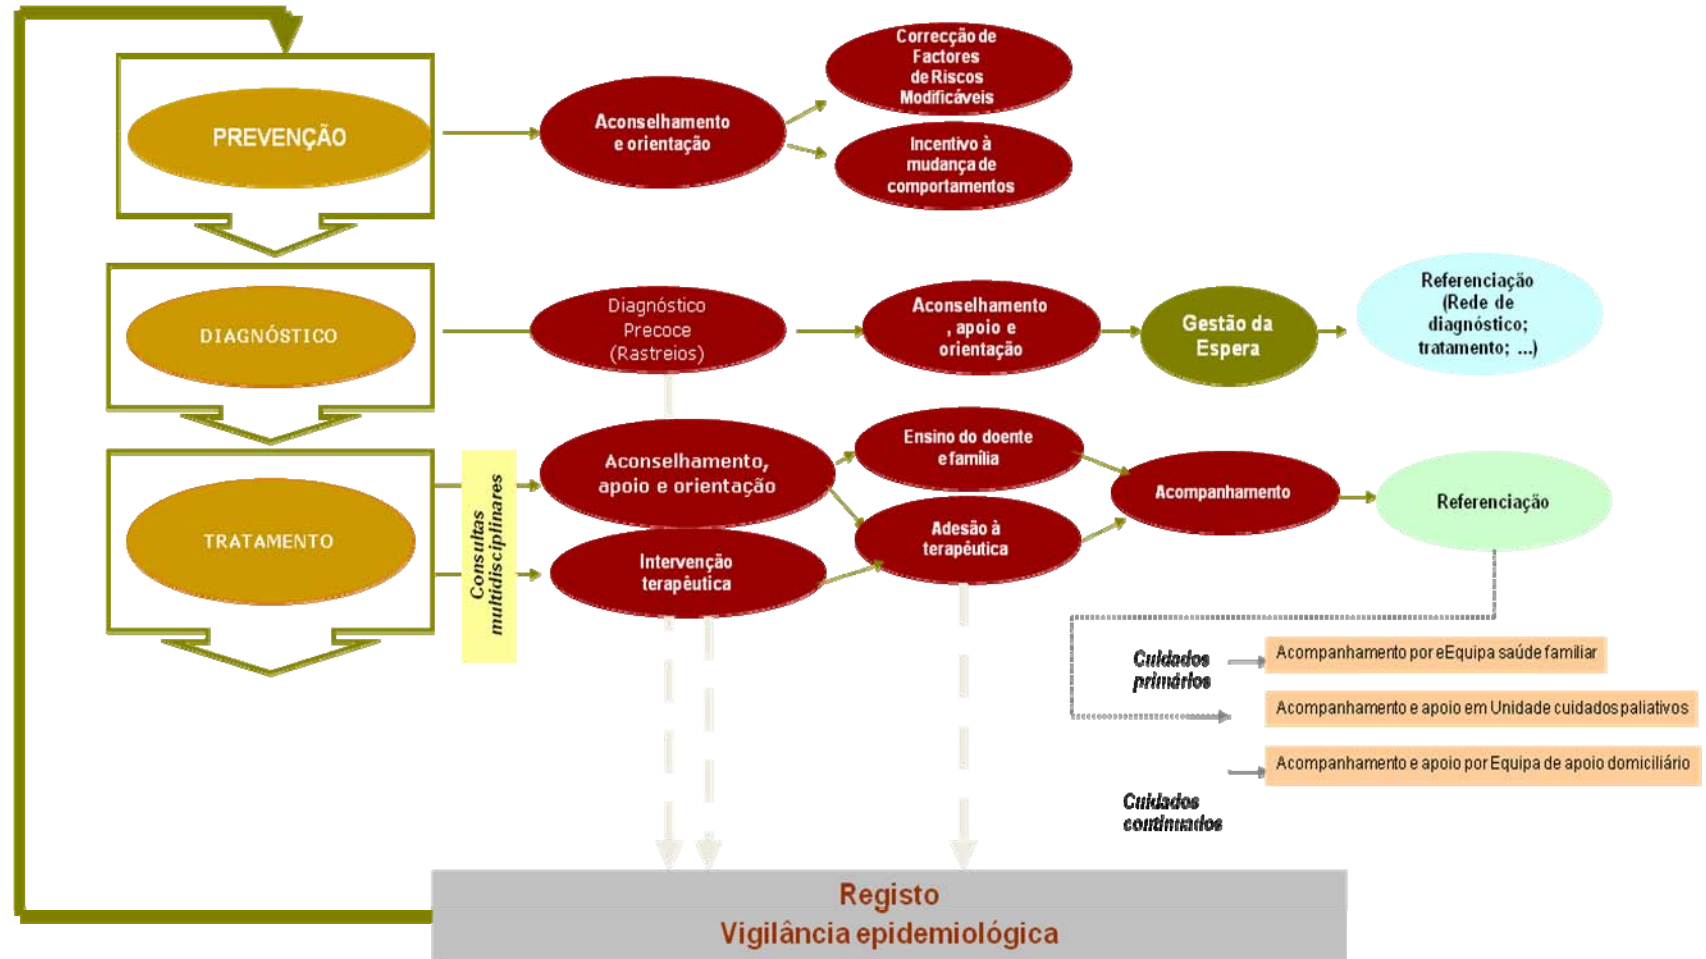 PREVENÇÃO
Aconselhamento
e orientação
Correcção de
Factores
de Riscos
Modificáveis
Incentivo à
mudança de
comportamentos
DIAGNÓSTICO
Diagnóstico
Precoce
(Rastreios)
Aconselhamento
, apoio e
orientação
Gestão da
Espera
Referenciação
(Rede de
diagnóstico;
tratamento; ...)
TRATAMENTO
Consultas
multidisciplinares
Aconselhamento,
apoio e orientação
Intervenção
terapêutica
Ensino do doente
e família
Adesão à
terapêutica
Acompanhamento
Referenciação
Cuidados
primários
Acompanhamento por eEquipa saúde familiar
Acompanhamento e apoio em Unidade cuidados paliativos
Acompanhamento e apoio por Equipa de apoio domiciliário
Cuidados
continuados
Registo
Vigilância epidemiológica